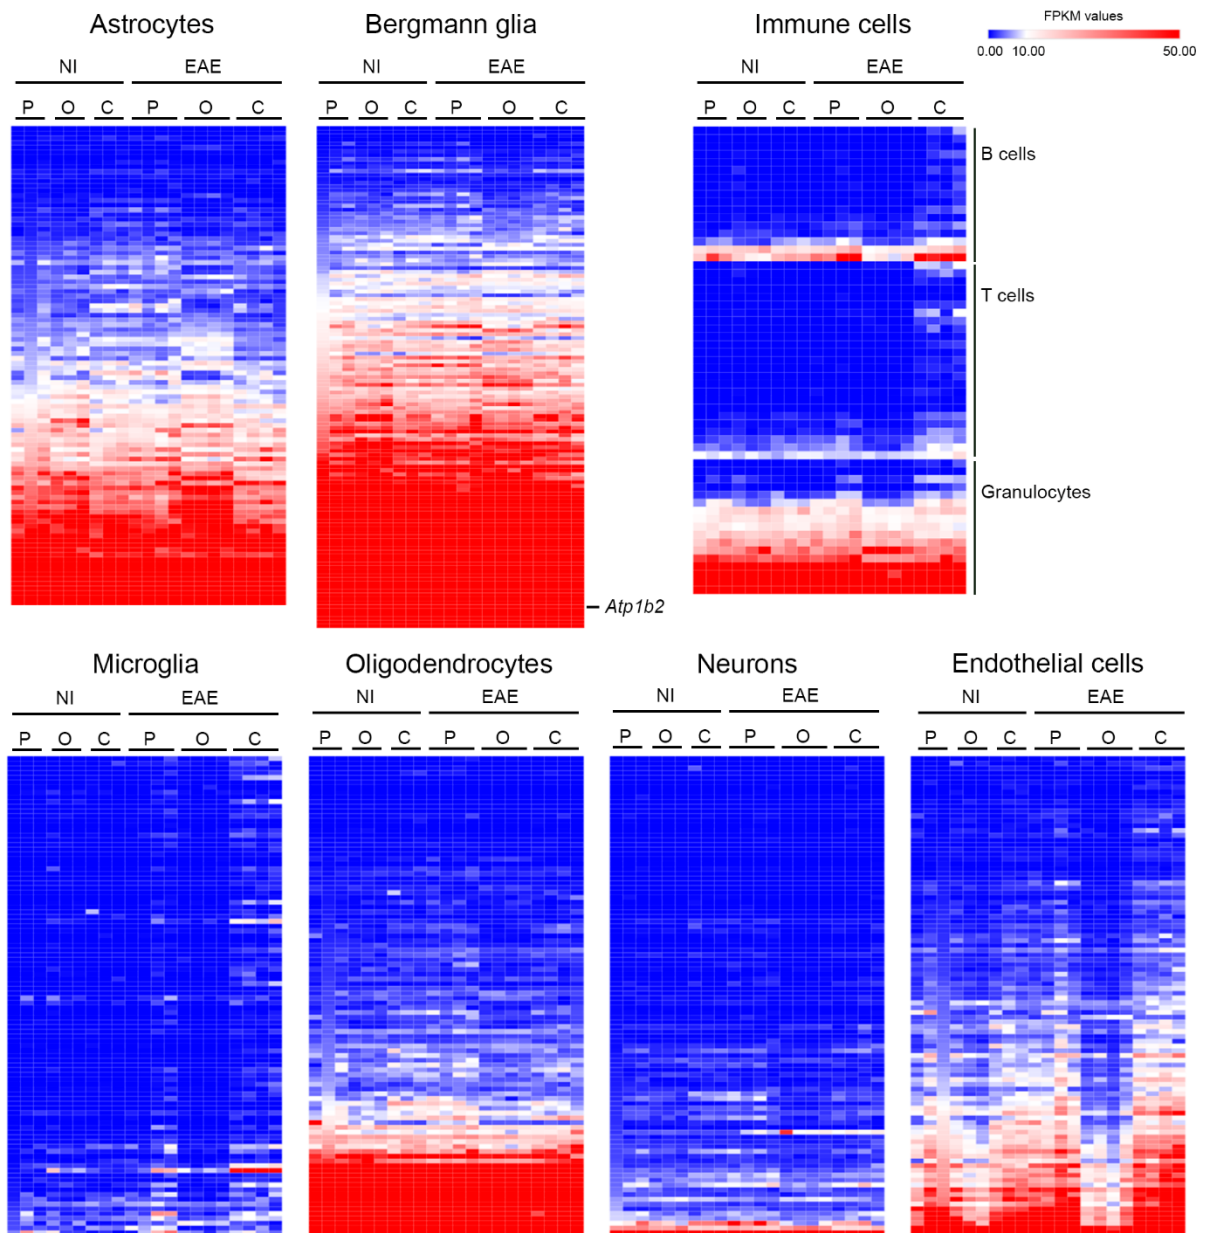 Astrocytes
Bergmann glia
Immune cells
FPKM values
0.00 10.00 50.00
NI EAE
NI EAE
NI EAE
P O C P O C
P O C P O C
P O C P O C
B cells
T cells
Granulocytes
Atp1b2
Microglia
Oligodendrocytes
Neurons
Endothelial cells
NI EAE
NI EAE
NI EAE
NI EAE
P O C P O C
P O C P O C
P O C P O C
P O C P O C